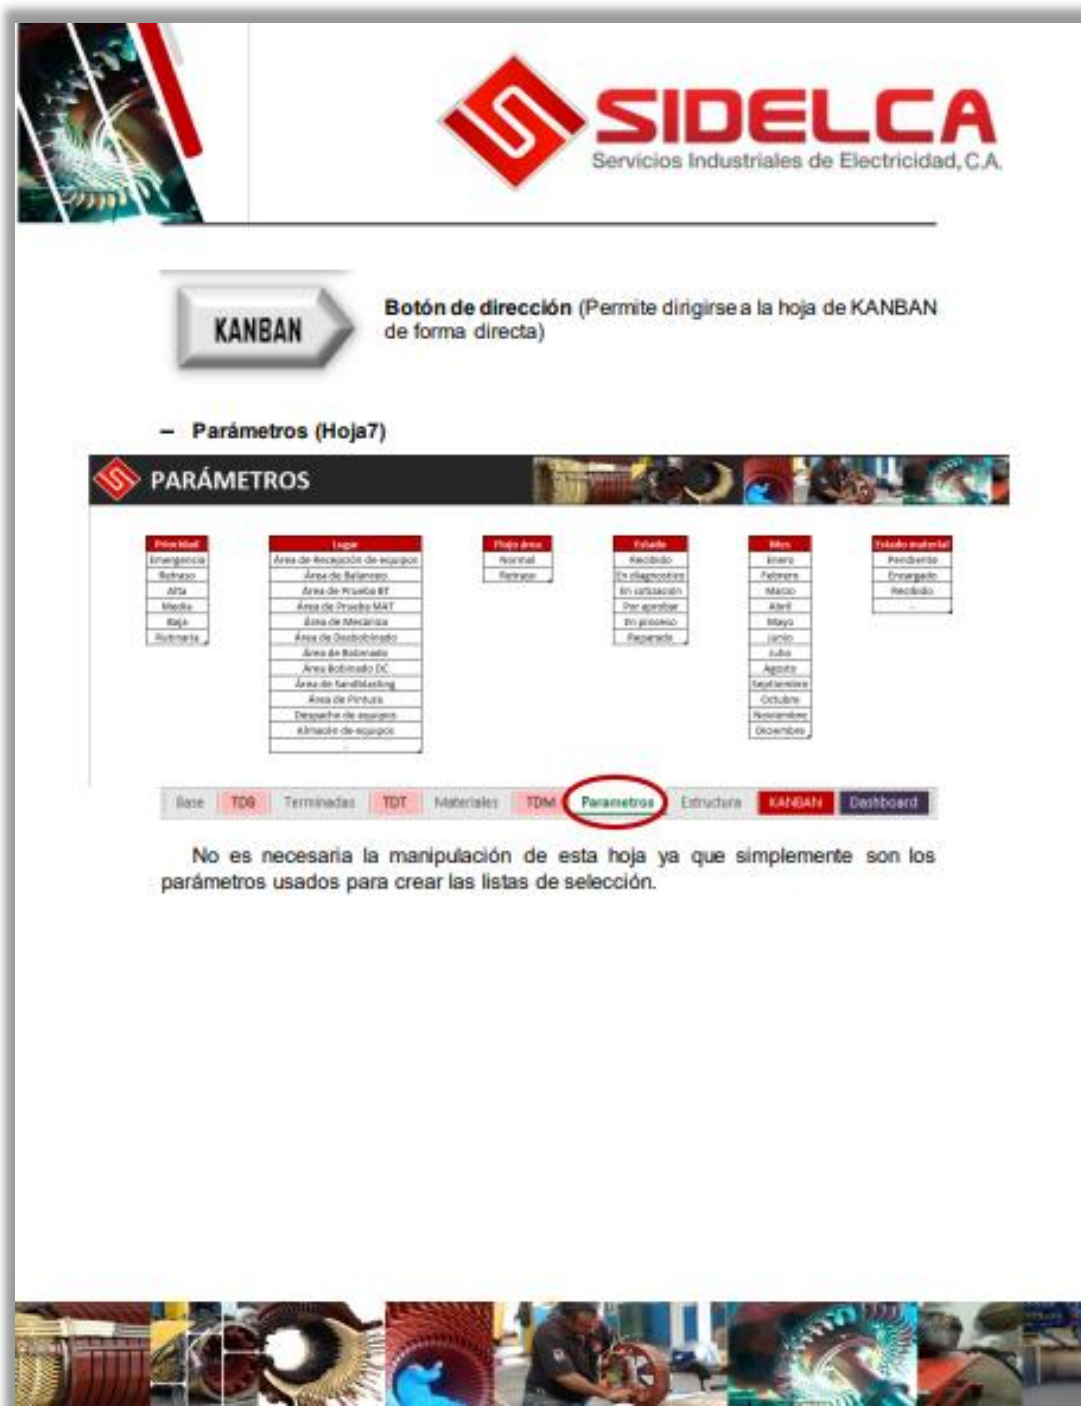 SIDELCA
Servicios Industriales de Electricidad, C.A.
KANBAN
Botón de dirección (Permite dirigirse a la hoja de KANBAN
de forma directa)
– Parámetros (Hoja7)
PARÁMETROS
Prioridad
Emergencia
Retraso
Alta
Media
Baja
Rutinaria
Lugar
Área de Recepción de equipos
Área de Balanceo
Área de Prueba BT
Área de Prueba MAT
Área de Mecánica
Área de Desbobinado
Área de Bobinado
Área Bobinado DC
Área de Sandblasting
Área de Pintura
Despacho de equipos
Almacén de equipos
-
Flujo área
Normal
Retraso
Estado
Recibido
En diagnostico
En cotización
Por aprobar
En proceso
Reparado
Mes
Enero
Febrero
Marzo
Abril
Mayo
Junio
Julio
Agosto
Septiembre
Octubre
Noviembre
Diciembre
Estado material
Pendiente
Encargado
Recibido
-
Base TDB Terminadas TDT Materiales TDM Parametros Estructura KANBAN Dashboard
No es necesaria la manipulación de esta hoja ya que simplemente son los
parámetros usados para crear las listas de selección.